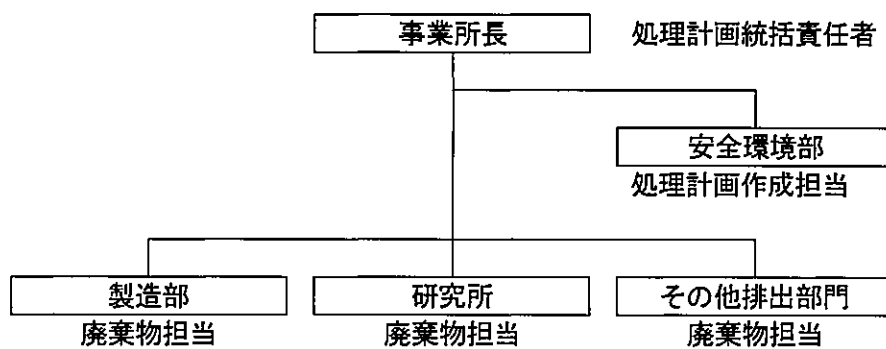 事業所長
処理計画統括責任者
安全環境部
処理計画作成担当
製造部
研究所
その他排出部門
廃棄物担当
廃棄物担当
廃棄物担当